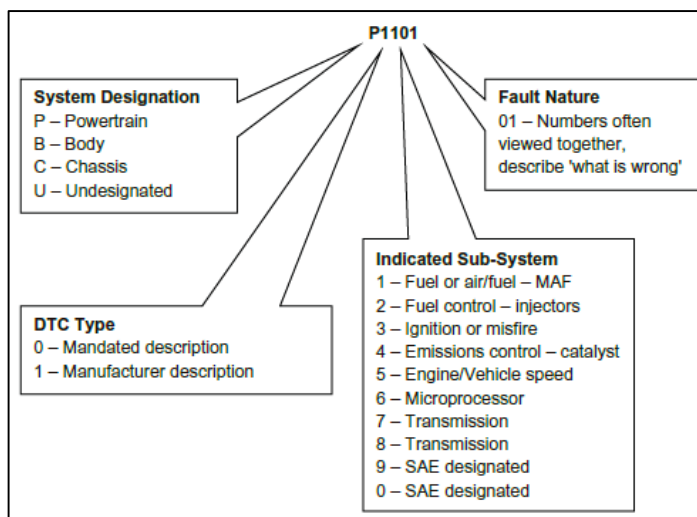 P1101
System Designation
P – Powertrain
B – Body
C – Chassis
U – Undesignated
Fault Nature
01 – Numbers often
viewed together,
describe 'what is wrong'
DTC Type
0 – Mandated description
1 – Manufacturer description
Indicated Sub-System
1 – Fuel or air/fuel – MAF
2 – Fuel control – injectors
3 – Ignition or misfire
4 – Emissions control – catalyst
5 – Engine/Vehicle speed
6 – Microprocessor
7 – Transmission
8 – Transmission
9 – SAE designated
0 – SAE designated